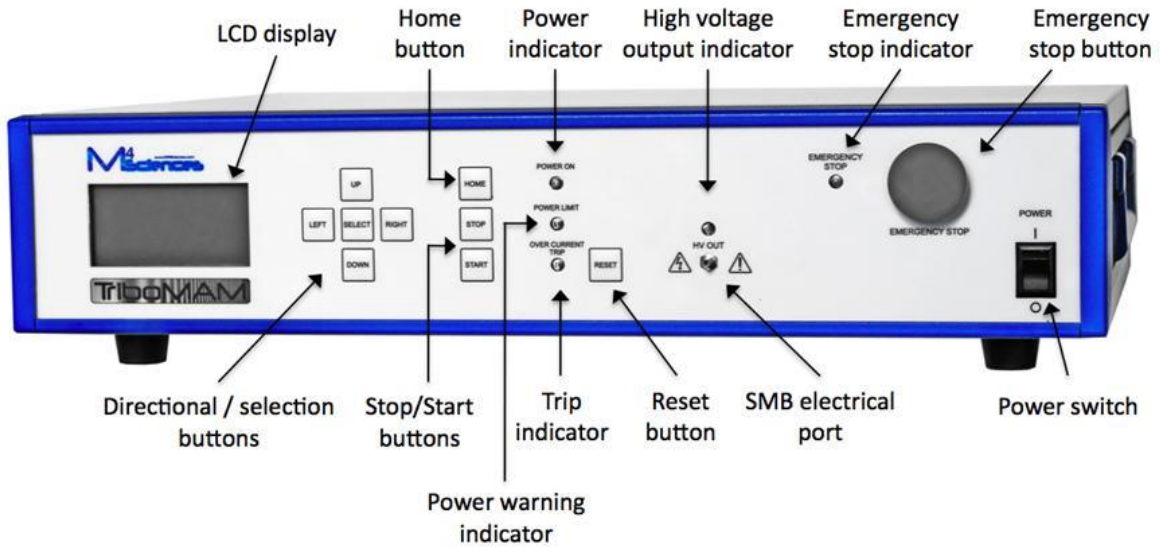 LCD display
Home
button
Power
indicator
High voltage
output indicator
Emergency
stop indicator
Emergency
stop button
M4Sciences
UP
LEFT
SELECT
RIGHT
DOWN
TriboMAM
HOME
STOP
START
POWER ON
POWER LIMIT
OVER CURRENT
TRIP
RESET
HV OUT
EMERGENCY
STOP
EMERGENCY STOP
POWER
I
O
Directional / selection
buttons
Stop/Start
buttons
Trip
indicator
Reset
button
SMB electrical
port
Power switch
Power warning
indicator